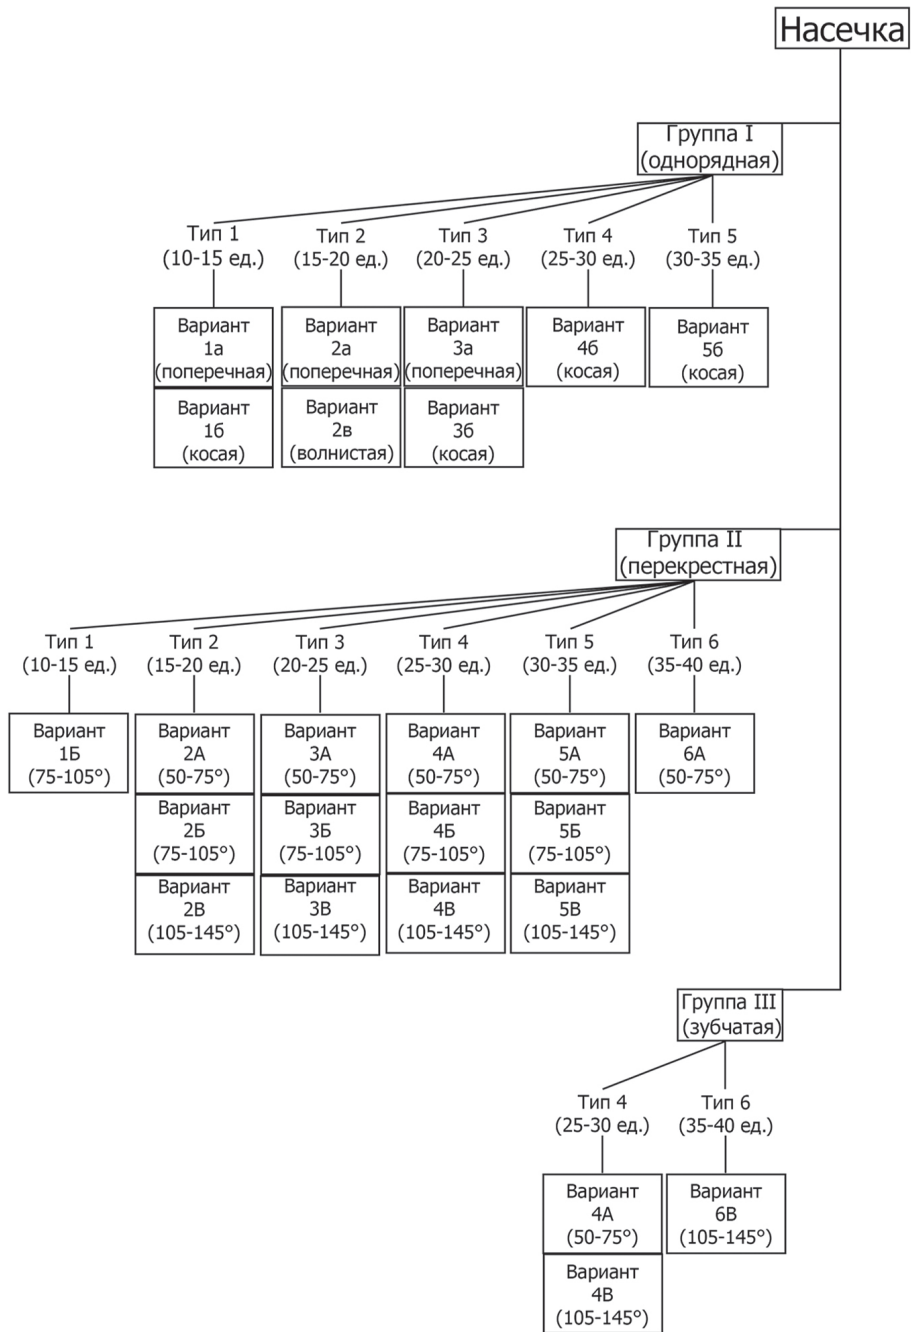 Насечка
Группа I
(однорядная)
Тип 1
(10-15 ед.)
Тип 2
(15-20 ед.)
Тип 3
(20-25 ед.)
Тип 4
(25-30 ед.)
Тип 5
(30-35 ед.)
Вариант
1а
(поперечная)
Вариант
2а
(поперечная)
Вариант
3а
(поперечная)
Вариант
4б
(косая)
Вариант
5б
(косая)
Вариант
1б
(косая)
Вариант
2в
(волнистая)
Вариант
3б
(косая)
Группа II
(перекрестная)
Тип 1
(10-15 ед.)
Тип 2
(15-20 ед.)
Тип 3
(20-25 ед.)
Тип 4
(25-30 ед.)
Тип 5
(30-35 ед.)
Тип 6
(35-40 ед.)
Вариант
1Б
(75-105°)
Вариант
2А
(50-75°)
Вариант
3А
(50-75°)
Вариант
4А
(50-75°)
Вариант
5А
(50-75°)
Вариант
6А
(50-75°)
Вариант
2Б
(75-105°)
Вариант
3Б
(75-105°)
Вариант
4Б
(75-105°)
Вариант
5Б
(75-105°)
Вариант
2В
(105-145°)
Вариант
3В
(105-145°)
Вариант
4В
(105-145°)
Вариант
5В
(105-145°)
Группа III
(зубчатая)
Тип 4
(25-30 ед.)
Тип 6
(35-40 ед.)
Вариант
4А
(50-75°)
Вариант
6В
(105-145°)
Вариант
4В
(105-145°)